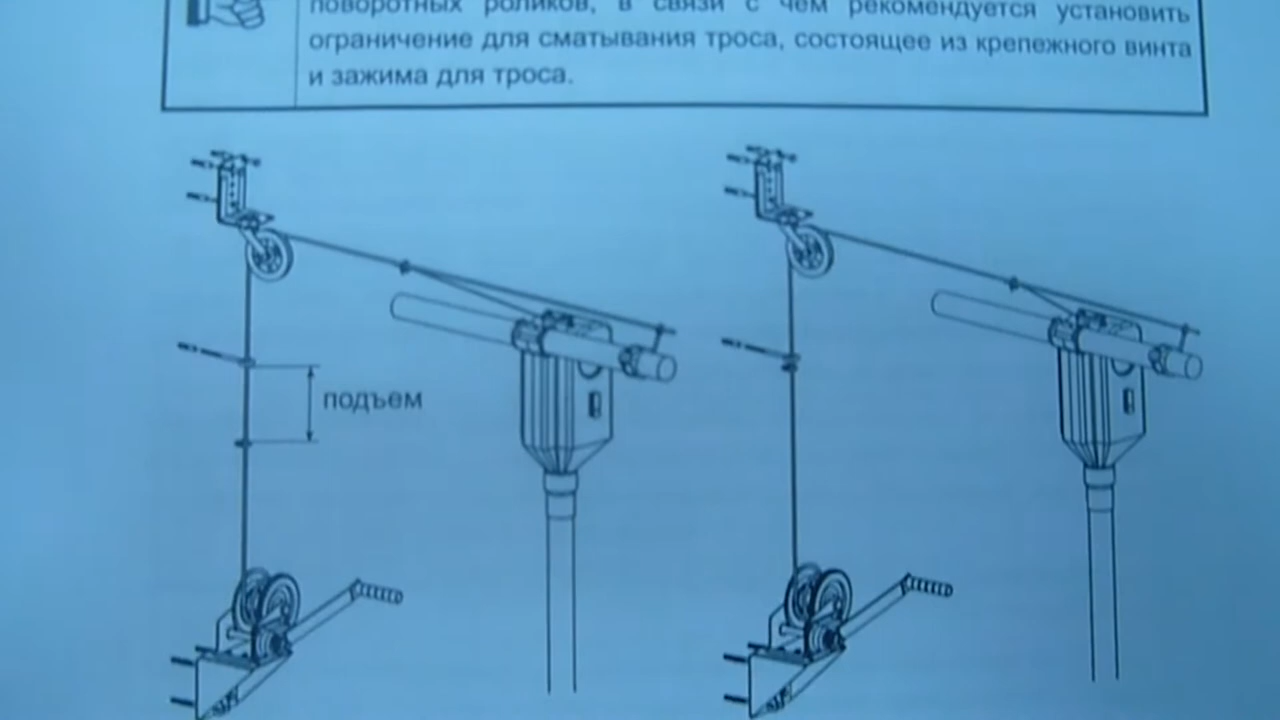 поворотных роликов, в связи с чем рекомендуется установить
ограничение для сматывания троса, состоящее из крепежного винта
и зажима для троса.
подъем